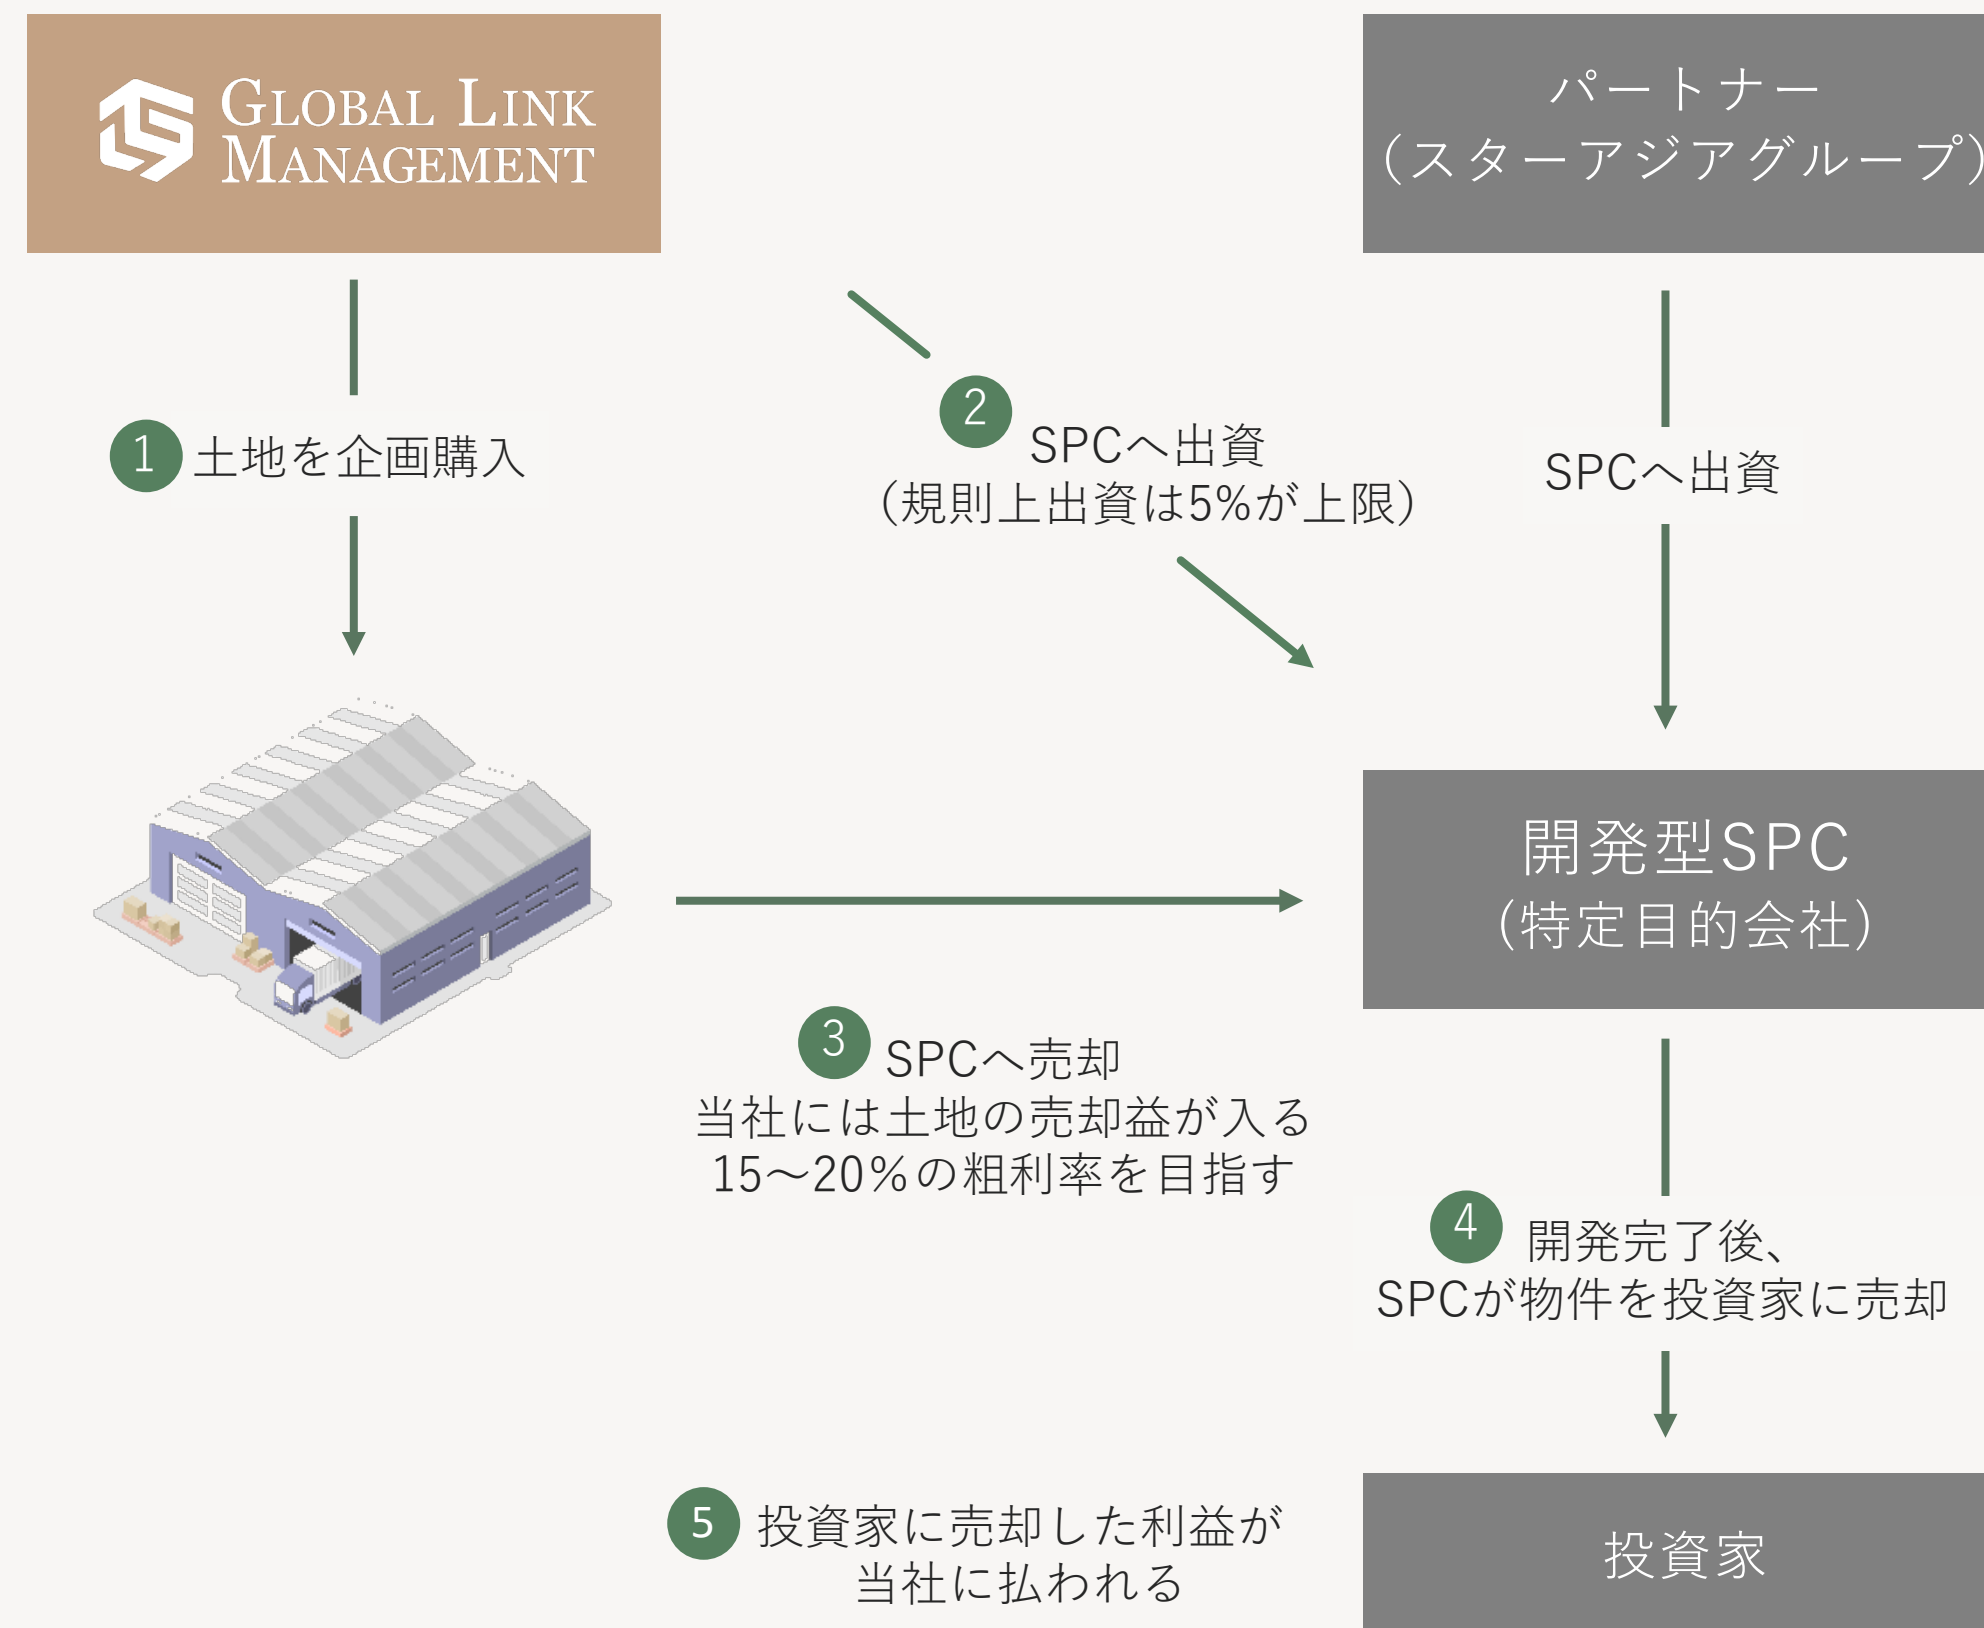 GLOBAL LINK
MANAGEMENT
パートナー
（スターアジアグループ）
1 土地を企画購入
2 SPCへ出資
（規則上出資は5%が上限）
SPCへ出資
開発型SPC
（特定目的会社）
3 SPCへ売却
当社には土地の売却益が入る
15～20％の粗利率を目指す
4 開発完了後、
SPCが物件を投資家に売却
5 投資家に売却した利益が
当社に払われる
投資家